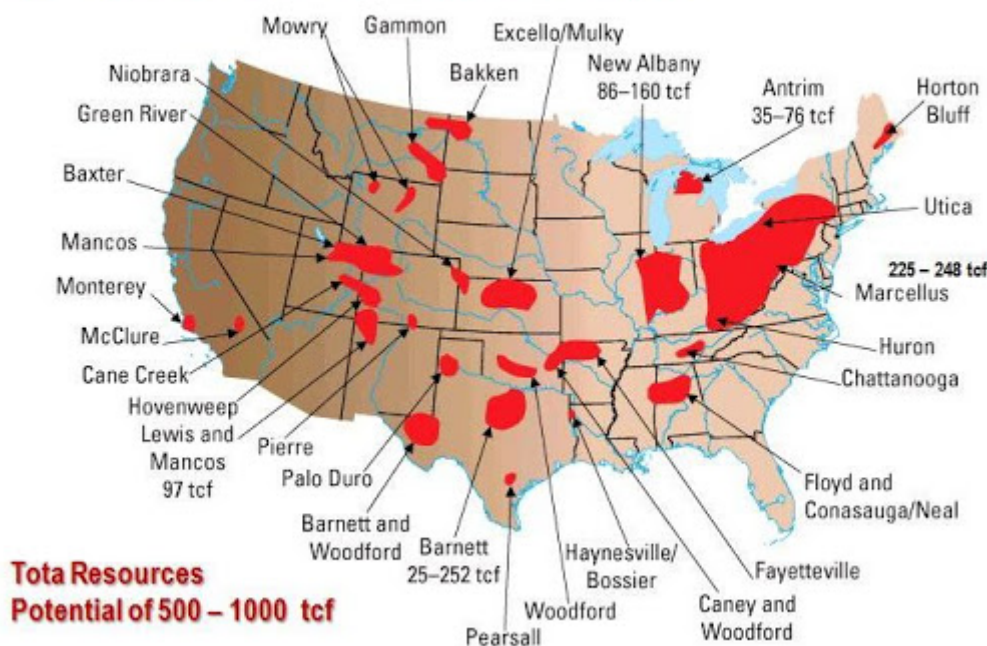 Mowry
Gammon
Excello/Mulky
Niobrara
Bakken
New Albany
86–160 tcf
Antrim
35–76 tcf
Horton
Bluff
Green River
Baxter
Utica
Mancos
225 – 248 tcf
Marcellus
Monterey
McClure
Huron
Cane Creek
Chattanooga
Hovenweep
Lewis and
Mancos
97 tcf
Pierre
Palo Duro
Floyd and
Conasauga/Neal
Barnett and
Woodford
Barnett
25–252 tcf
Haynesville/
Bossier
Fayetteville
Woodford
Caney and
Woodford
Pearsall
Tota Resources
Potential of 500 – 1000 tcf